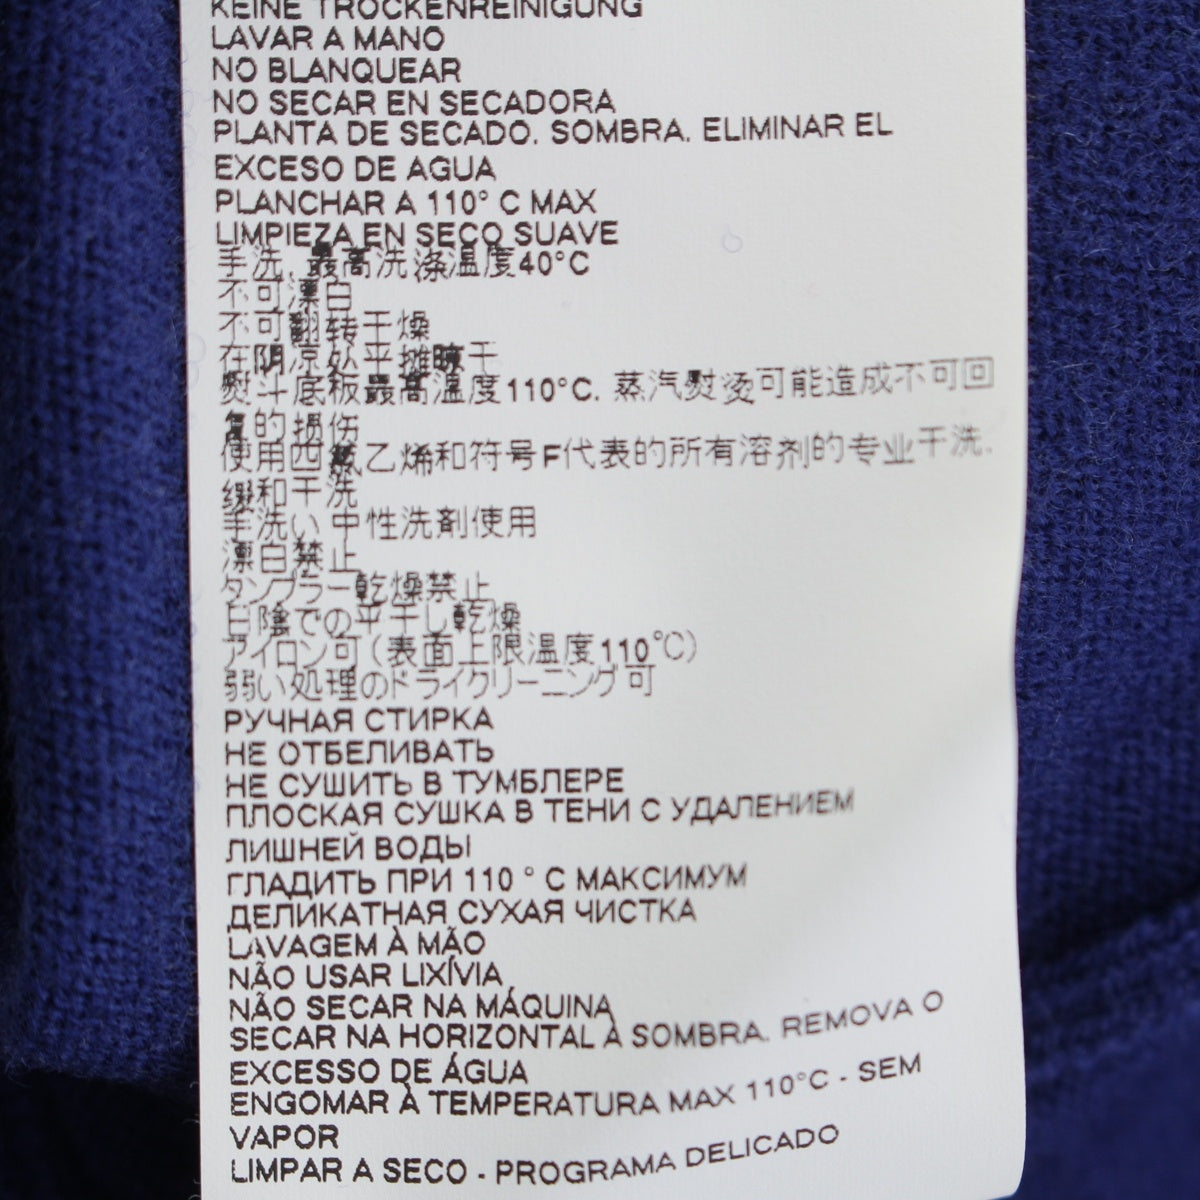 KEINE TROCKENREINIGUNG
LAVAR A MANO
NO BLANQUEAR
NO SECAR EN SECADORA
PLANTA DE SECADO. SOMBRA. ELIMINAR EL
EXCESO DE AGUA
PLANCHAR A 110° C MAX
LIMPIEZA EN SECO SUAVE
手洗. 最高洗涤温度40°C
不可漂白
不可翻转干燥
在阴凉处平摊晾干
熨斗底板最高温度110°C. 蒸汽熨烫可能造成不可回
复的损伤
使用四氯乙烯和符号F代表的所有溶剂的专业干洗.
缓和干洗
手洗い 中性洗剤使用
漂白禁止
タンブラー乾燥禁止
日陰での平干し乾燥
アイロン可(表面上限温度110℃)
弱い処理のドライクリーニング可
РУЧНАЯ СТИРКА
НЕ ОТБЕЛИВАТЬ
НЕ СУШИТЬ В ТУМБЛЕРЕ
ПЛОСКАЯ СУШКА В ТЕНИ С УДАЛЕНИЕМ
ЛИШНЕЙ ВОДЫ
ГЛАДИТЬ ПРИ 110 ° C МАКСИМУМ
ДЕЛИКАТНАЯ СУХАЯ ЧИСТКА
LAVAGEM À MÃO
NÃO USAR LIXÍVIA
NÃO SECAR NA MÁQUINA
SECAR NA HORIZONTAL À SOMBRA. REMOVA O
EXCESSO DE ÁGUA
ENGOMAR À TEMPERATURA MAX 110°C - SEM
VAPOR
LIMPAR A SECO - PROGRAMA DELICADO